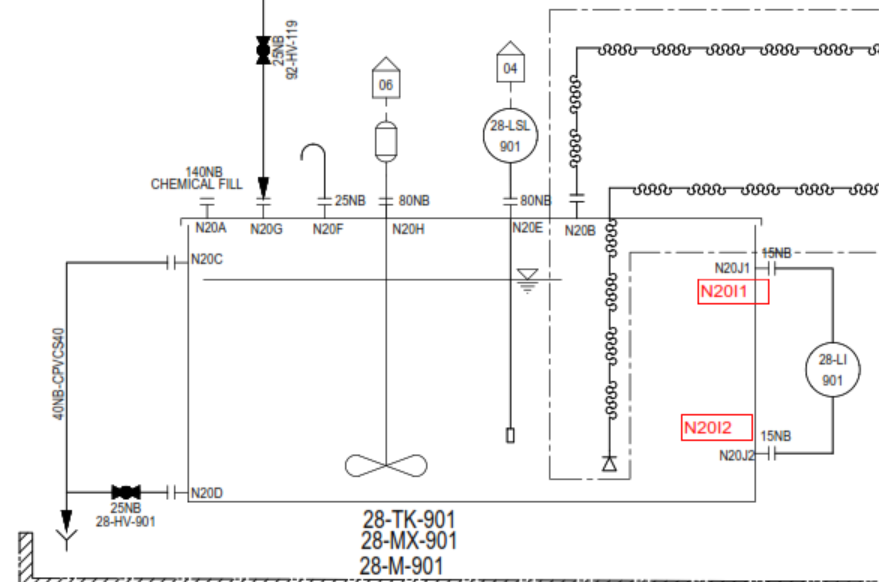 25NB
92-HV-119
06
04
28-LSL
901
140NB
CHEMICAL FILL
25NB
80NB
80NB
N20A
N20G
N20F
N20H
N20E
N20B
N20C
15NB
N20J1
N20I1
40NB-CPVCS40
28-LI
901
N20I2
15NB
N20J2
N20D
25NB
28-HV-901
28-TK-901
28-MX-901
28-M-901